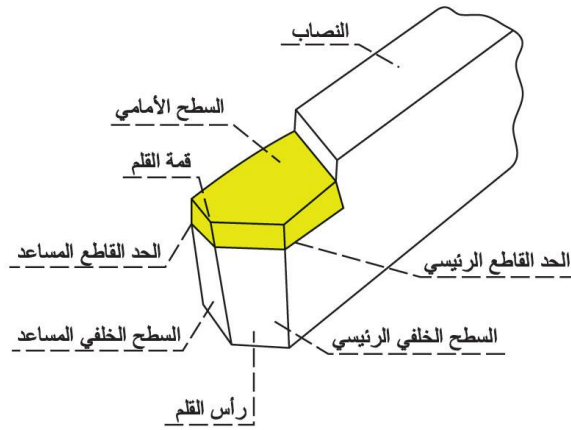 النصاب
السطح الأمامي
قمة القلم
الحد القاطع المساعد
الحد القاطع الرئيسي
السطح الخلفي المساعد
السطح الخلفي الرئيسي
رأس القلم